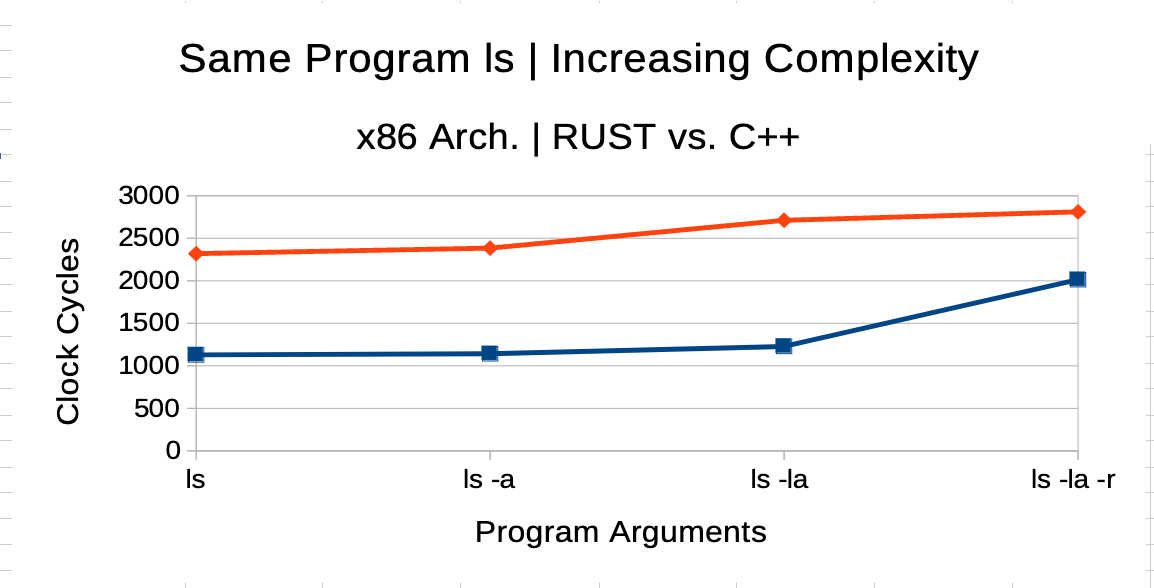 Same Program ls | Increasing Complexity
x86 Arch. | RUST vs. C++
3000
2500
2000
1500
1000
500
0
Clock Cycles
ls
ls -a
ls -la
ls -la -r
Program Arguments